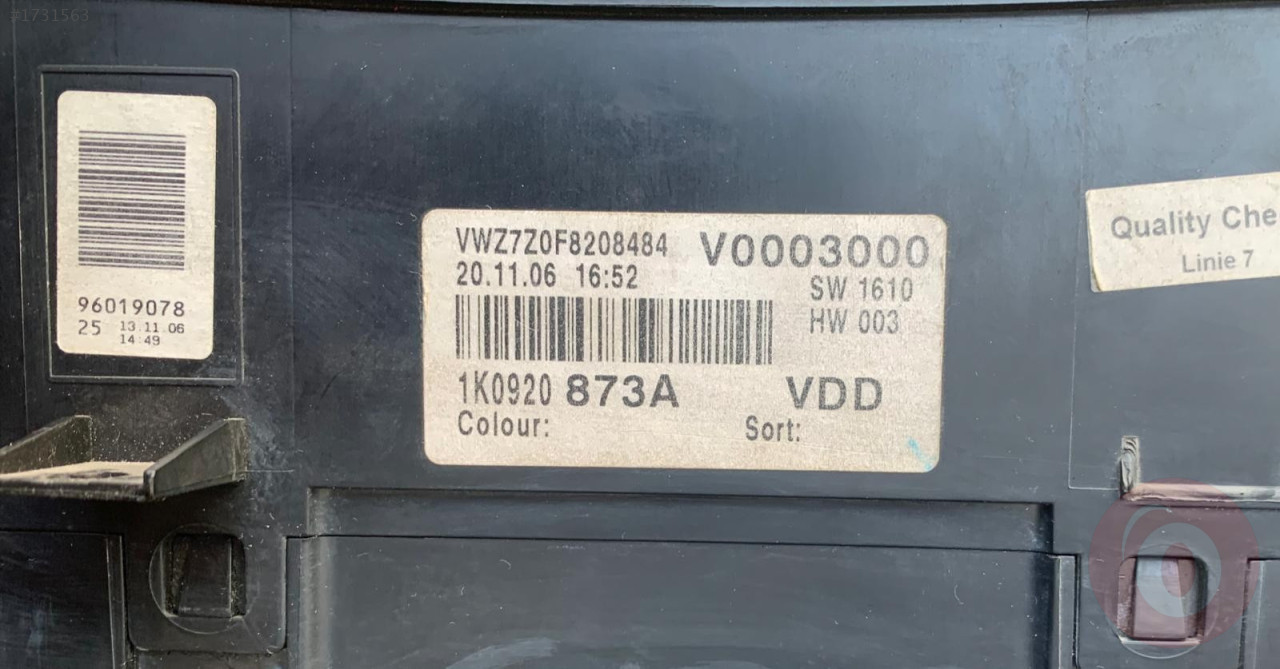 #1731563
96019078
25 13.11.06
14:49
VWZ7Z0F8208484 V0003000
20.11.06 16:52 SW 1610
HW 003
1K0920 873A VDD
Colour: Sort:
Quality Che
Linie 7